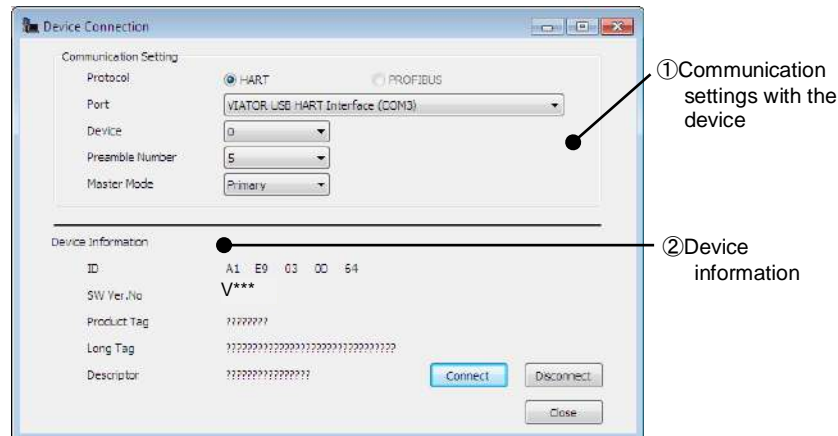 Device Connection
Communication Setting
Protocol HART PROFIBUS
Port VIATOR USB HART Interface (COM3)
Device 0
Preamble Number 5
Master Mode Primary
①Communication
settings with the
device
Device Information
②Device
information
ID A1 E9 03 0D 64
SW Ver.No V***
Product Tag ????????
Long Tag ????????????????????????????????
Descriptor ????????????????
Connect Disconnect
Close